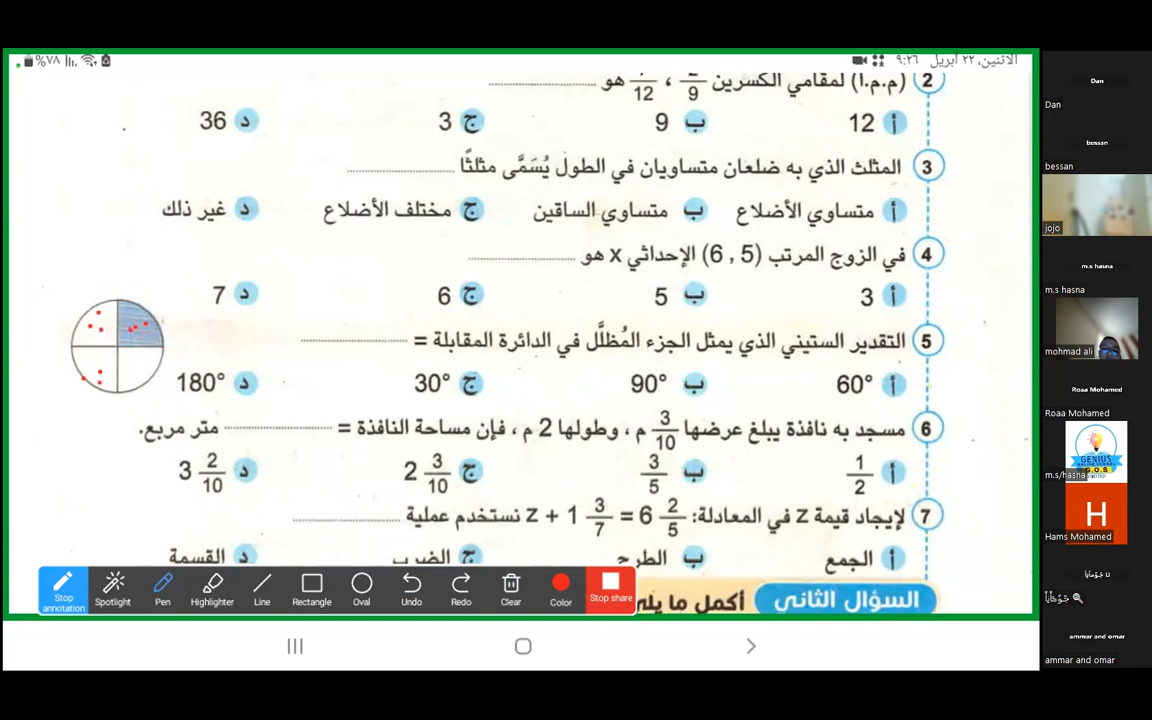 الاثنين، ٢٢ أبريل ٩:٢٦
%٧٨
2 (م.م.ا) لمقامي الكسرين 9 ، 12 هو ............
أ 12 ب 9 ج 3 د 36
3 المثلث الذي به ضلعان متساويان في الطول يُسَمَّى مثلثًا ............
أ متساوي الأضلاع ب متساوي الساقين ج مختلف الأضلاع د غير ذلك
4 في الزوج المرتب (6 , 5) الإحداثي x هو ............
أ 3 ب 5 ج 6 د 7
5 التقدير الستيني الذي يمثل الجزء المُظلَّل في الدائرة المقابلة = ............
أ 60° ب 90° ج 30° د 180°
6 مسجد به نافذة يبلغ عرضها 3/10 م ، وطولها 2 م ، فإن مساحة النافذة = ............ متر مربع.
أ 1/2 ب 3/5 ج 2 3/10 د 3 2/10
7 لإيجاد قيمة z في المعادلة: z + 1 3/7 = 6 2/5 نستخدم عملية ............
أ الجمع ب الطرح ج الضرب د القسمة
السؤال الثاني أكمل ما يلي
Stop annotation
Spotlight
Pen
Highlighter
Line
Rectangle
Oval
Undo
Redo
Clear
Color
Stop share
Dan
Dan
bessan
bessan
jojo
m.s hasna
m.s hasna
mohmad ali
Roaa Mohamed
Roaa Mohamed
GENIUS
G.O.S
m.s/hasna
H
Hams Mohamed
ammar and omar
ammar and omar